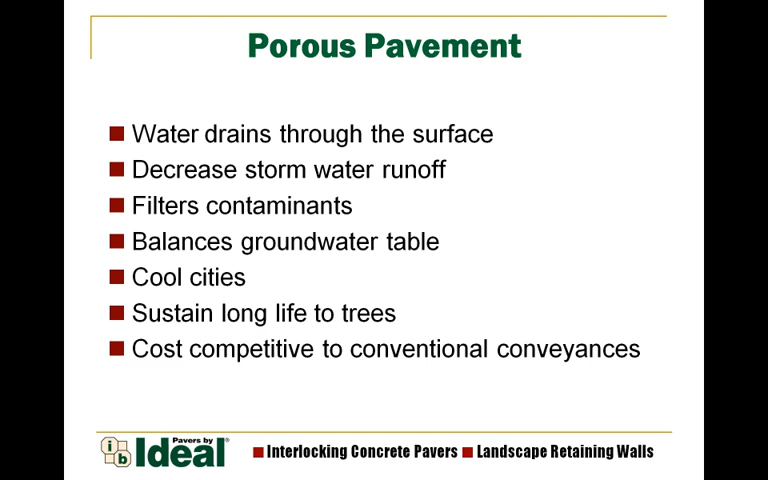 Porous Pavement
Water drains through the surface
Decrease storm water runoff
Filters contaminants
Balances groundwater table
Cool cities
Sustain long life to trees
Cost competitive to conventional conveyances
i b Pavers by Ideal® Interlocking Concrete Pavers Landscape Retaining Walls